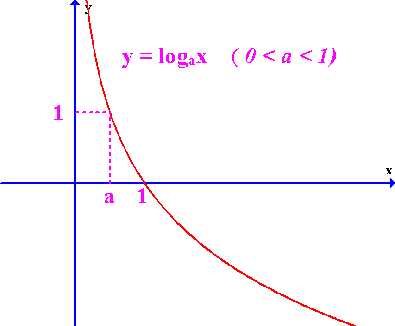 y
y = logₐx ( 0 < a < 1)
1
x
a 1